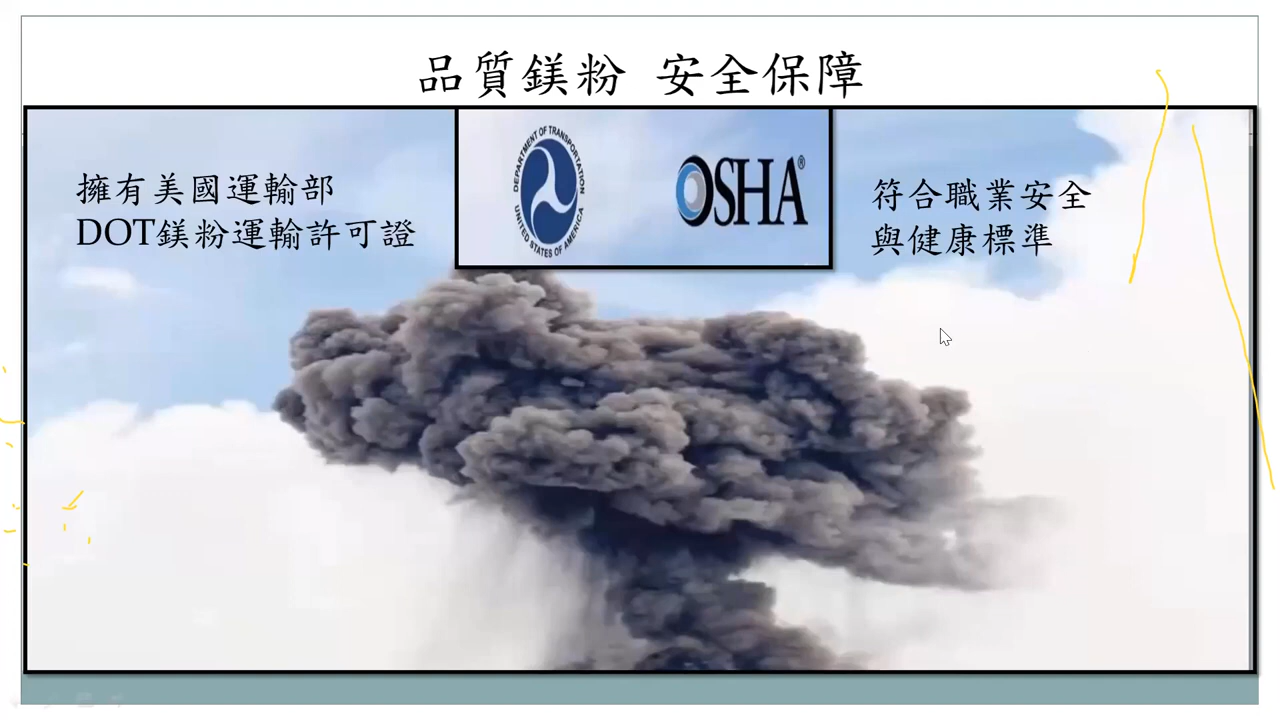 品質鎂粉 安全保障
擁有美國運輸部
DOT鎂粉運輸許可證
DEPARTMENT OF TRANSPORTATION
UNITED STATES OF AMERICA
OSHA®
符合職業安全
與健康標準